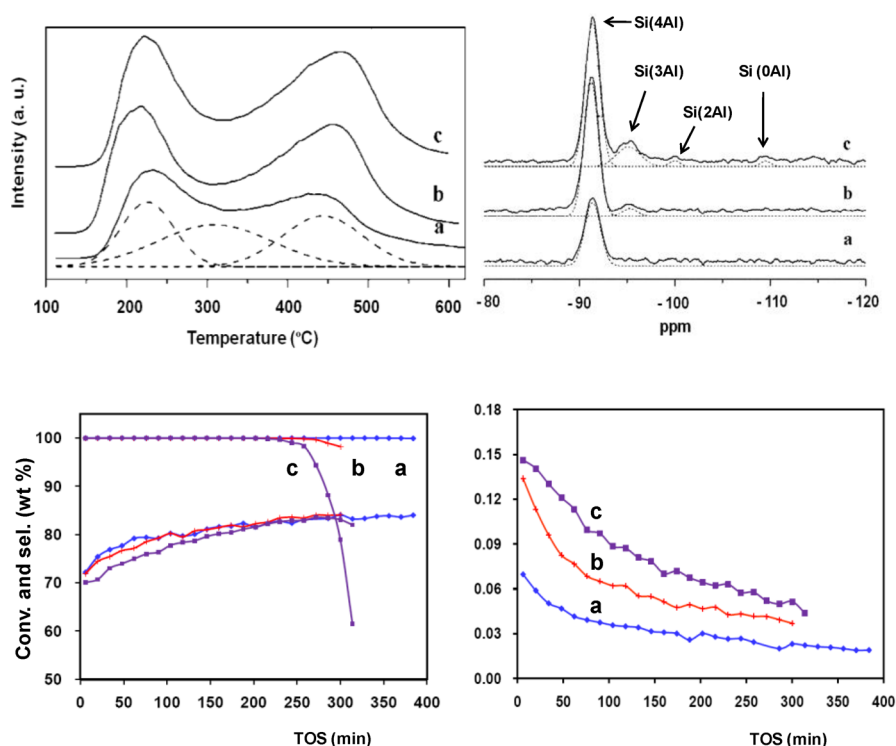 Intensity (a. u.)
c
b
a
100 200 300 400 500 600
Temperature (°C)
Si(4Al)
Si(3Al)
Si(2Al)
Si (0Al)
c
b
a
-80 -90 -100 -110 -120
ppm
Conv. and sel. (wt %)
100
90
80
70
60
50
c b a
0 50 100 150 200 250 300 350 400
TOS (min)
0.18
0.15
0.12
0.09
0.06
0.03
0.00
c
b
a
0 50 100 150 200 250 300 350 400
TOS (min)